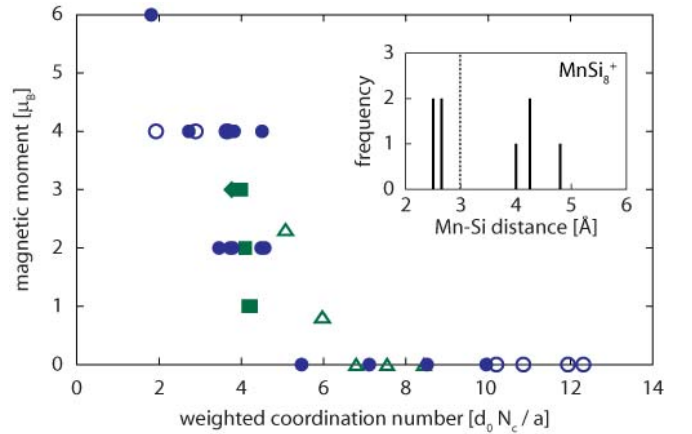 6
5
4
3
2
1
0
magnetic moment [μB]
3
2
1
0
frequency
MnSi8+
2 3 4 5 6
Mn-Si distance [Å]
0 2 4 6 8 10 12 14
weighted coordination number [d0 Nc / a]